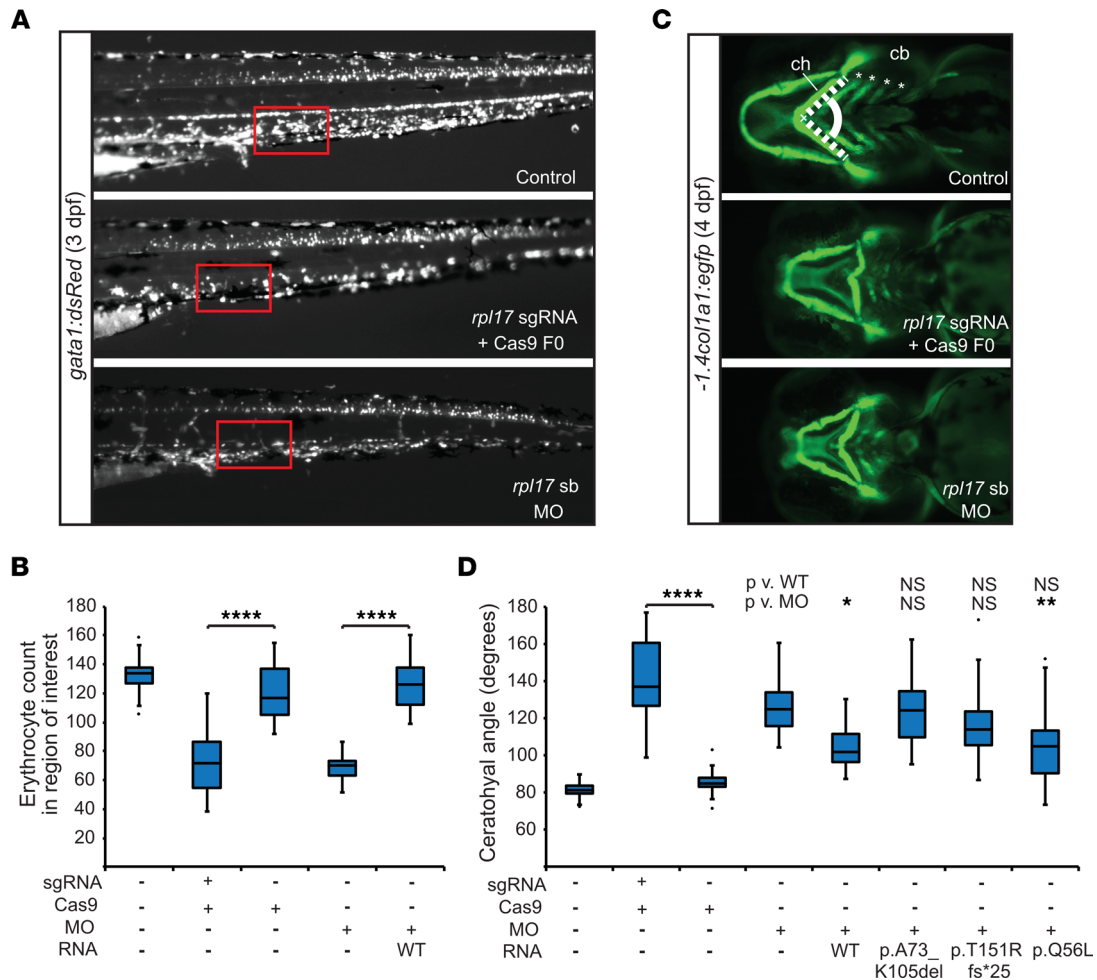 A
gata1:dsRed (3 dpf)
Control
rpl17 sgRNA
+ Cas9 F0
rpl17 sb
MO
C
-1.4col1a1:egfp (4 dpf)
ch
cb
* * * *
+
Control
rpl17 sgRNA
+ Cas9 F0
rpl17 sb
MO
B
Erythrocyte count
in region of interest
180
160
140
120
100
80
60
40
20
****
****
sgRNA - + - - -
Cas9 - + + - -
MO - - - + +
RNA - - - - WT
D
Ceratohyal angle (degrees)
180
160
140
120
100
80
60
40
****
p v. WT NS NS NS
p v. MO * NS NS **
sgRNA - + - - - - - -
Cas9 - + + - - - - -
MO - - - + + + + +
RNA - - - - WT p.A73_ p.T151R p.Q56L
K105del fs*25